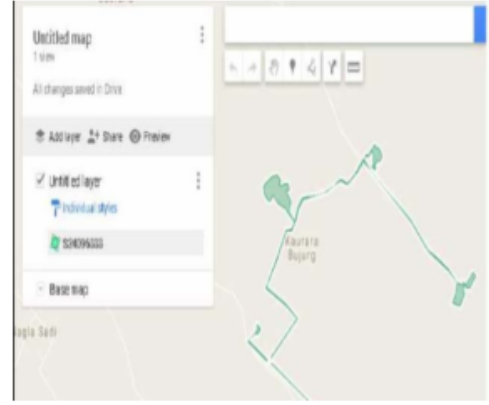 Untitled map
1 view
All changes saved in Drive
Add layer Share Preview
Untitled layer
Individual styles
Base map
Kaurara
Bujurg
Sadi